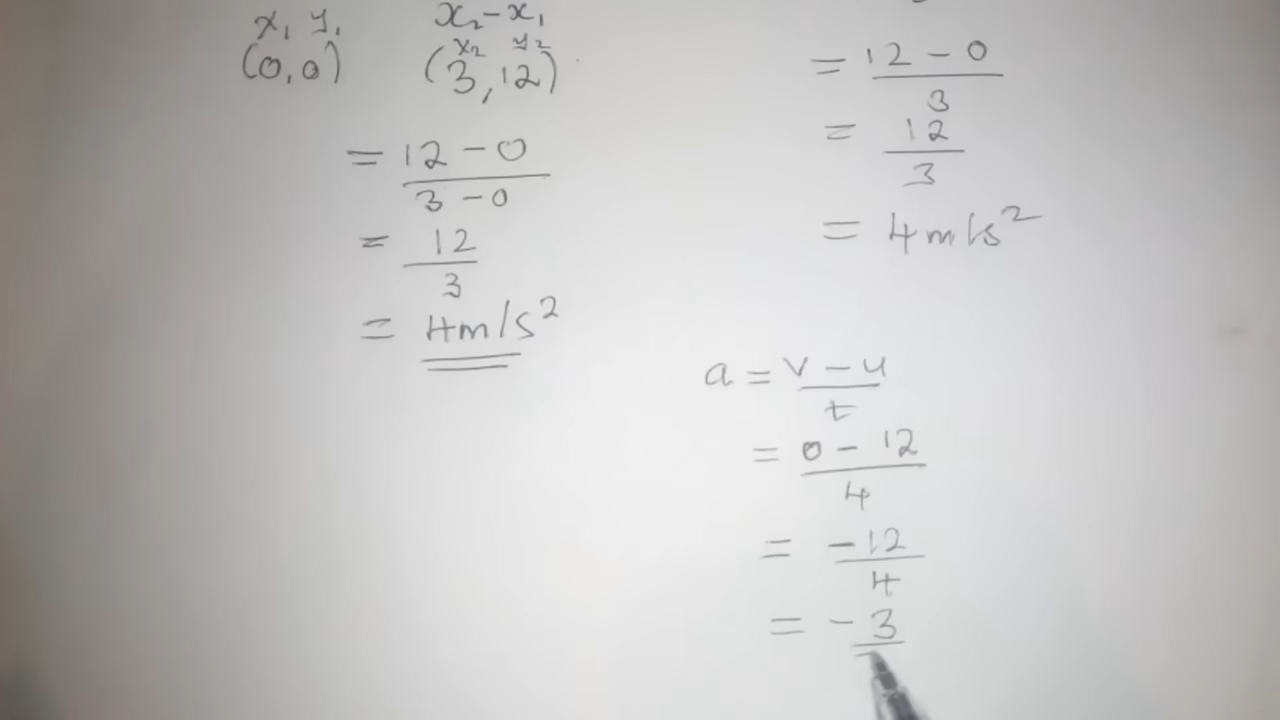 x₂ - x₁
x₁ y₁
x₂ y₂
(0,0) (3,12)
= 12 - 0
3 - 0
= 12
3
= 4m/s²
= 12 - 0
3
= 12
3
= 4m/s²
a = v - u
t
= 0 - 12
4
= -12
4
= -3